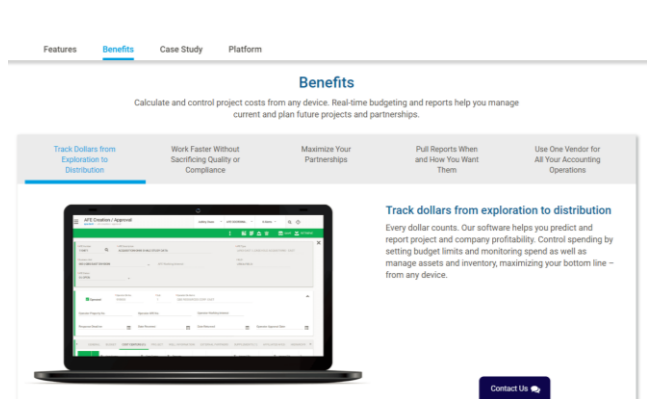 Features Benefits Case Study Platform
Benefits
Calculate and control project costs from any device. Real-time budgeting and reports help you manage
current and plan future projects and partnerships.
Track Dollars from
Exploration to
Distribution
Work Faster Without
Sacrificing Quality or
Compliance
Maximize Your
Partnerships
Pull Reports When
and How You Want
Them
Use One Vendor for
All Your Accounting
Operations
AFE Creation / Approval
Track dollars from exploration to distribution
Every dollar counts. Our software helps you predict and
report project and company profitability. Control spending by
setting budget limits and monitoring spend as well as
manage assets and inventory, maximizing your bottom line –
from any device.
Contact Us